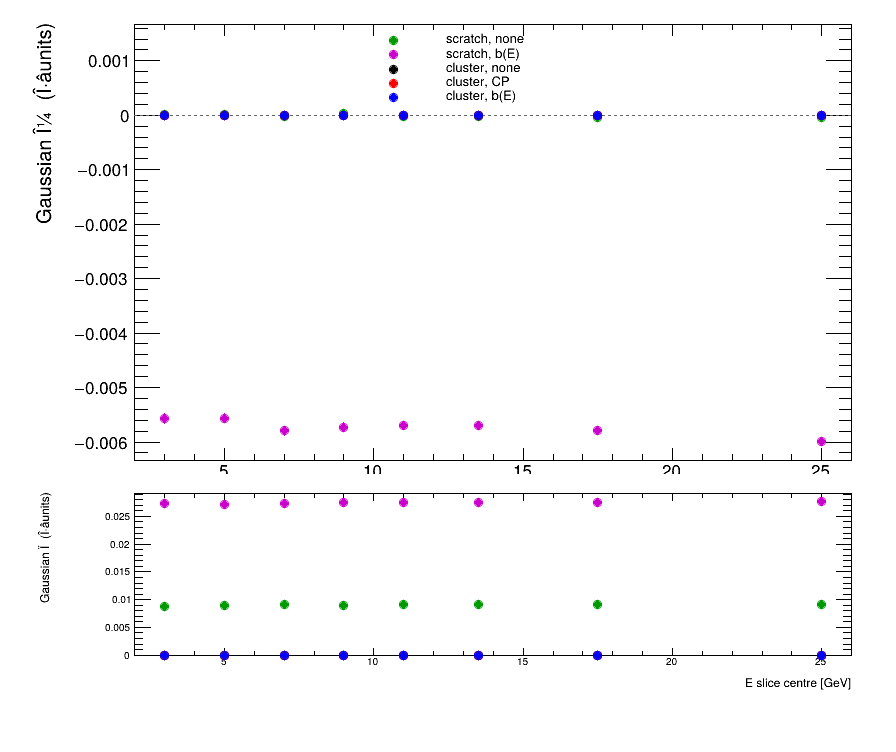 scratch, none
scratch, b(E)
cluster, none
cluster, CP
cluster, b(E)
Gaussian Î¼ (Î·âunits)
0.001
0
−0.001
−0.002
−0.003
−0.004
−0.005
−0.006
5 10 15 20 25
Gaussian Ï (Î·âunits)
0.025
0.02
0.015
0.01
0.005
0
5 10 15 20 25
E slice centre [GeV]